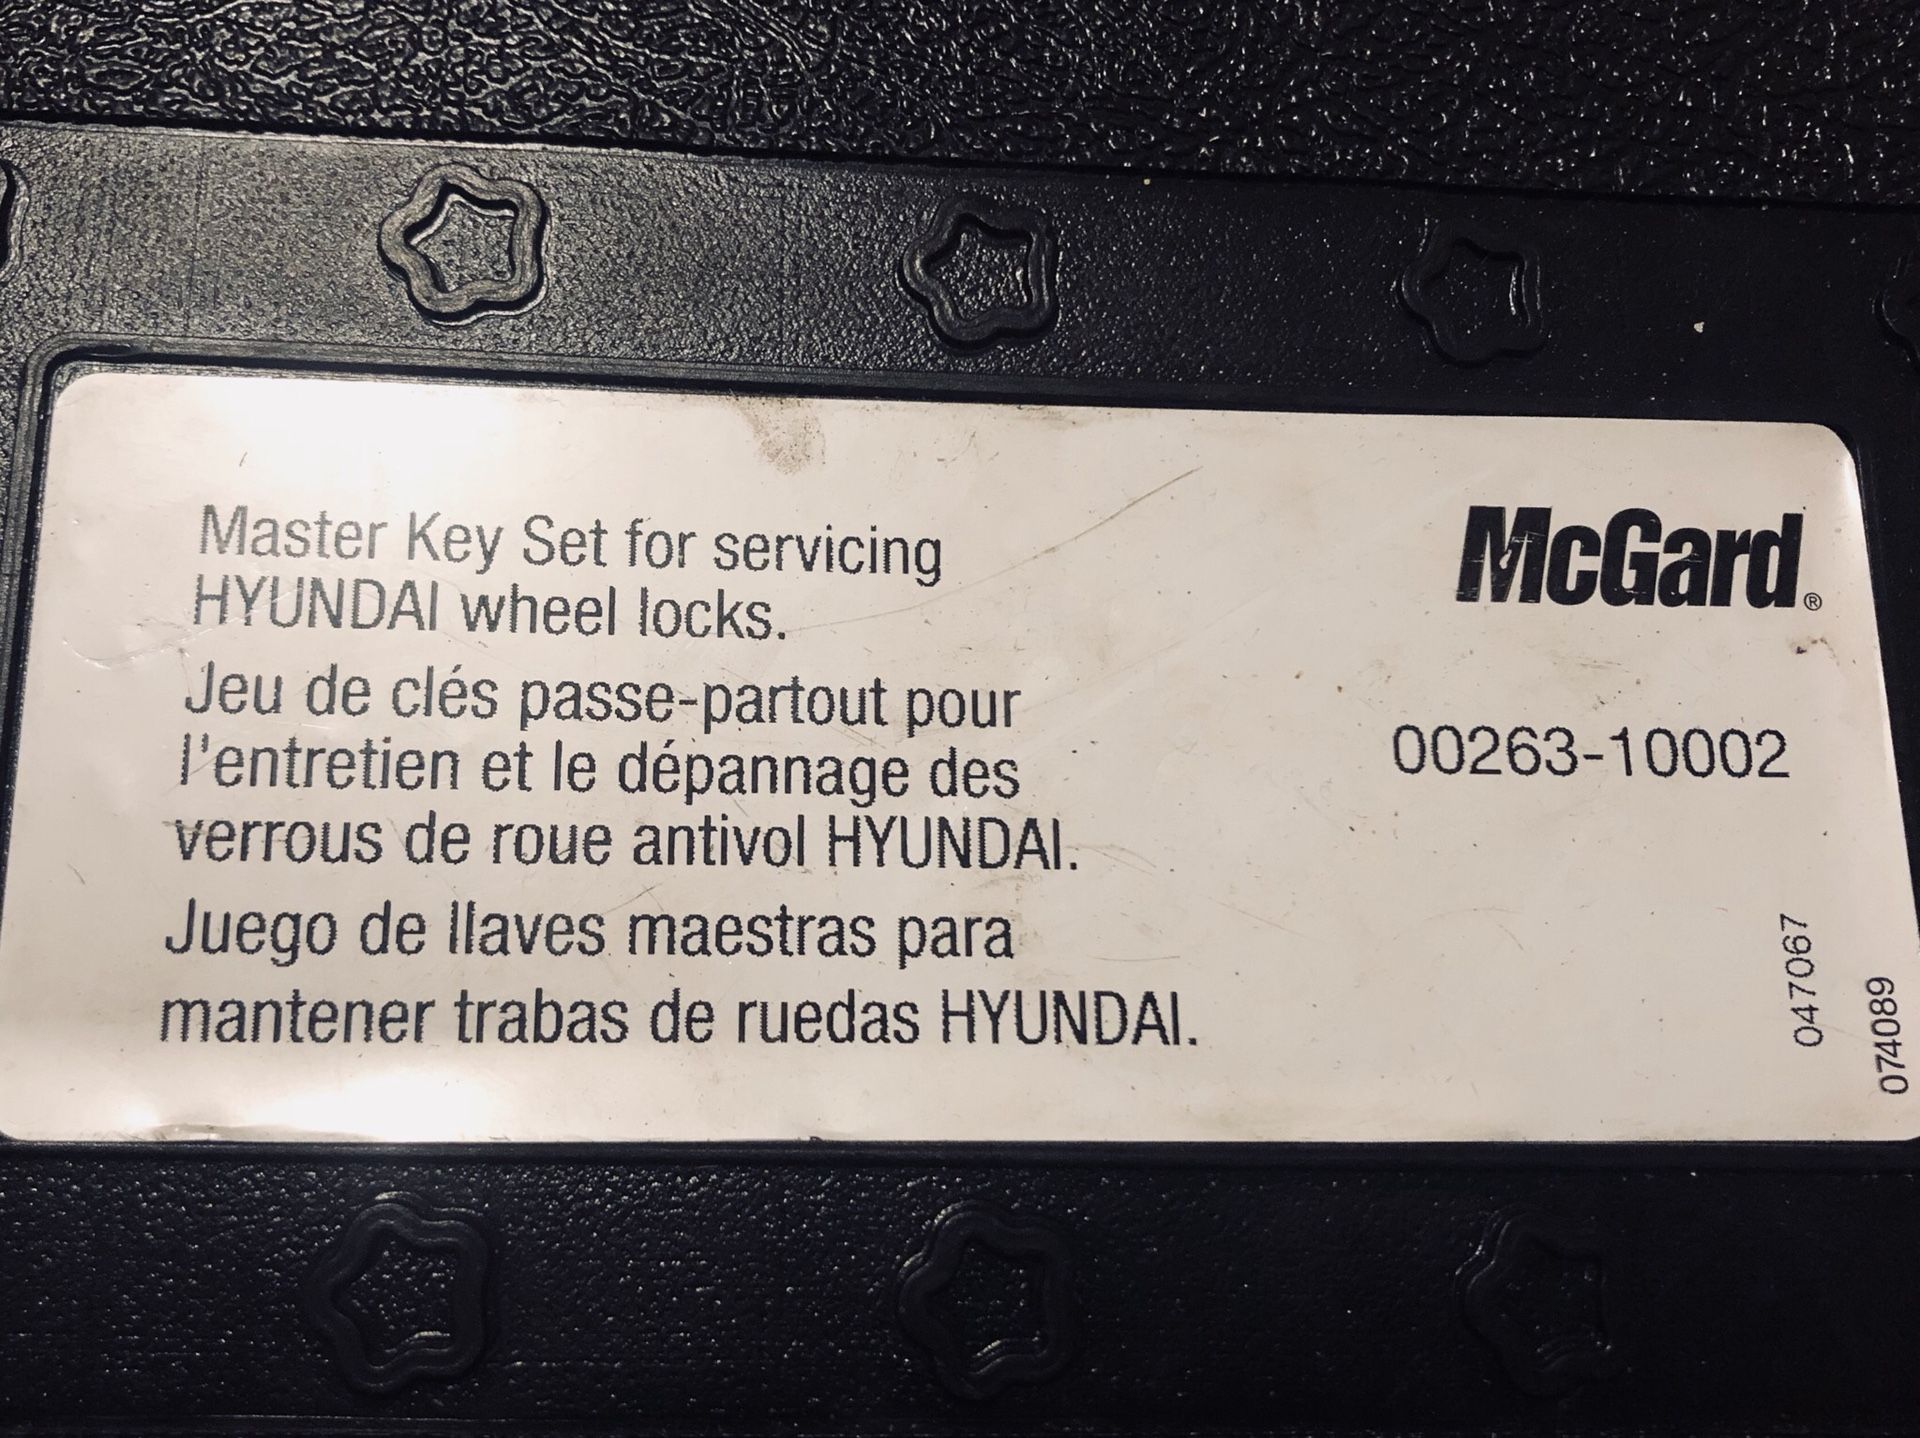 Master Key Set for servicing
HYUNDAI wheel locks.
Jeu de clés passe-partout pour
l'entretien et le dépannage des
verrous de roue antivol HYUNDAI.
Juego de llaves maestras para
mantener trabas de ruedas HYUNDAI.
McGard®
00263-10002
047067
074089